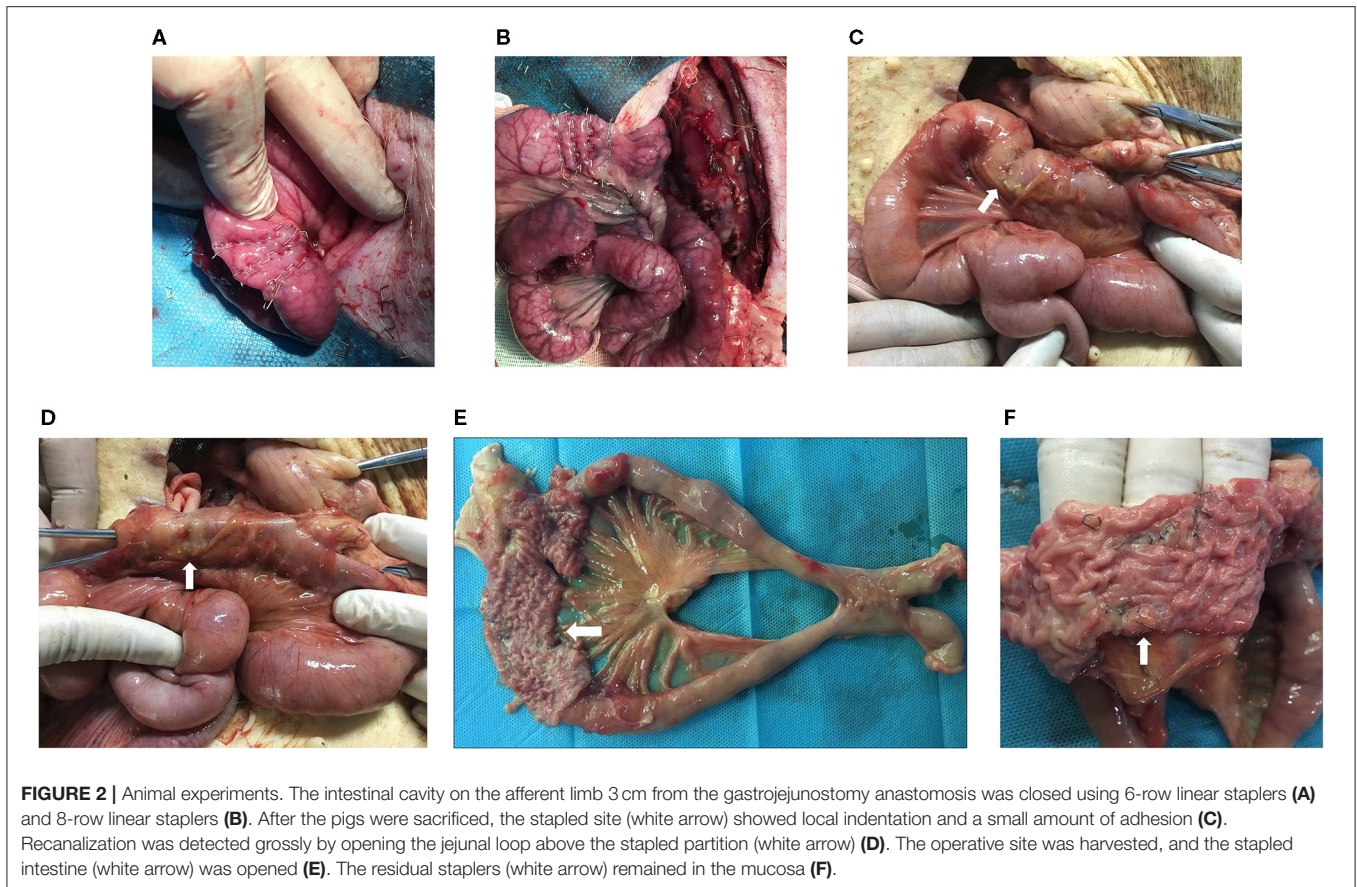 A
B
C
D
E
F
FIGURE 2 | Animal experiments. The intestinal cavity on the afferent limb 3 cm from the gastrojejunostomy anastomosis was closed using 6-row linear staplers (A)
and 8-row linear staplers (B). After the pigs were sacrificed, the stapled site (white arrow) showed local indentation and a small amount of adhesion (C).
Recanalization was detected grossly by opening the jejunal loop above the stapled partition (white arrow) (D). The operative site was harvested, and the stapled
intestine (white arrow) was opened (E). The residual staplers (white arrow) remained in the mucosa (F).